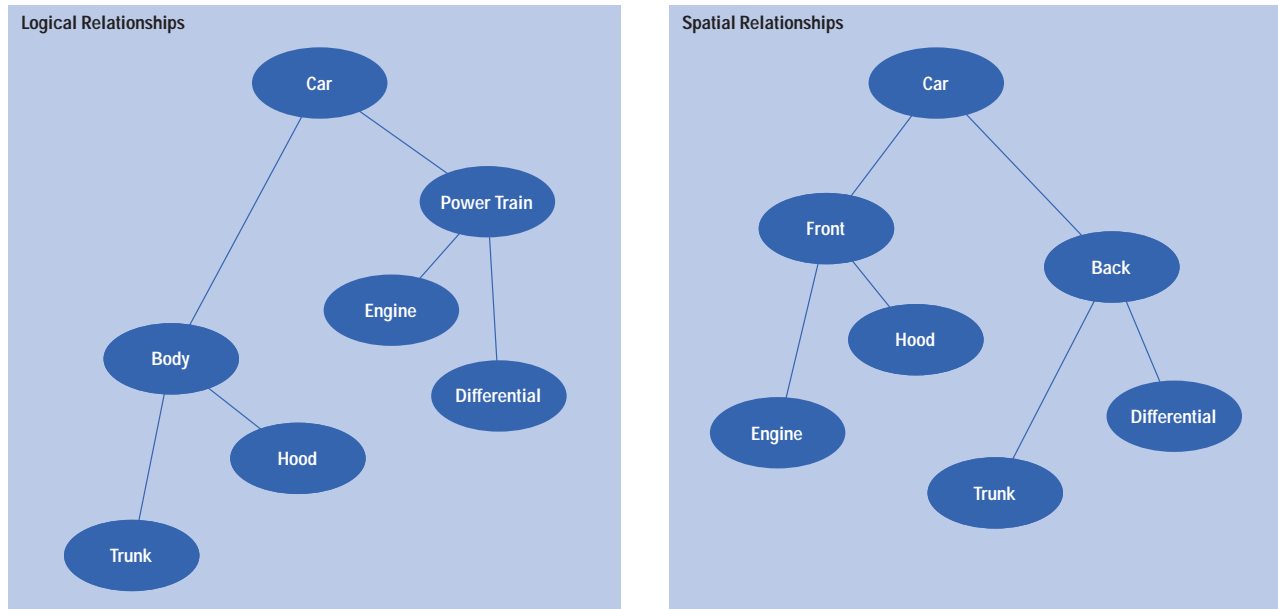 Logical Relationships
Car
Power Train
Engine
Body
Differential
Hood
Trunk
Spatial Relationships
Car
Front
Back
Hood
Differential
Engine
Trunk